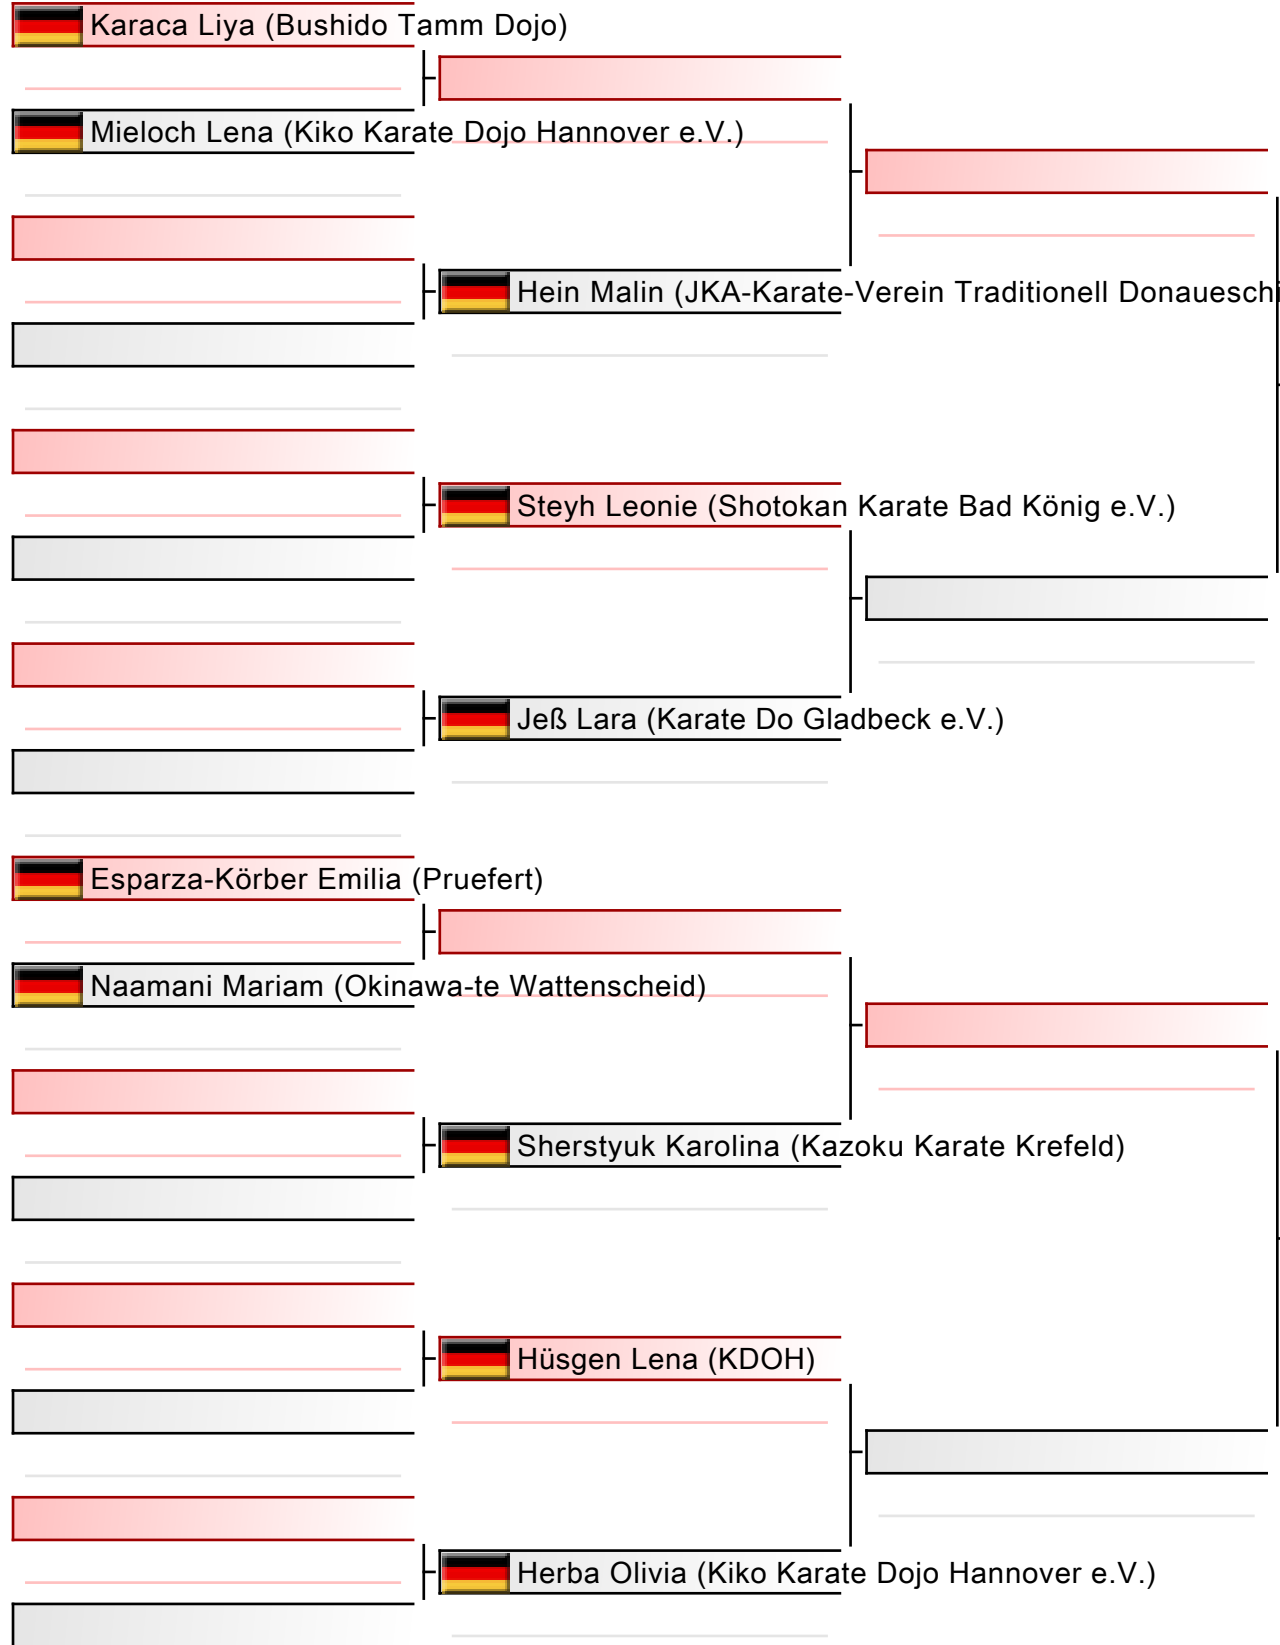 Karaca Liya (Bushido Tamm Dojo)
Mieloch Lena (Kiko Karate Dojo Hannover e.V.)
Hein Malin (JKA-Karate-Verein Traditionell Donaueschi
Steyh Leonie (Shotokan Karate Bad König e.V.)
Jeß Lara (Karate Do Gladbeck e.V.)
Esparza-Körber Emilia (Pruefert)
Naamani Mariam (Okinawa-te Wattenscheid)
Sherstyuk Karolina (Kazoku Karate Krefeld)
Hüsgen Lena (KDOH)
Herba Olivia (Kiko Karate Dojo Hannover e.V.)